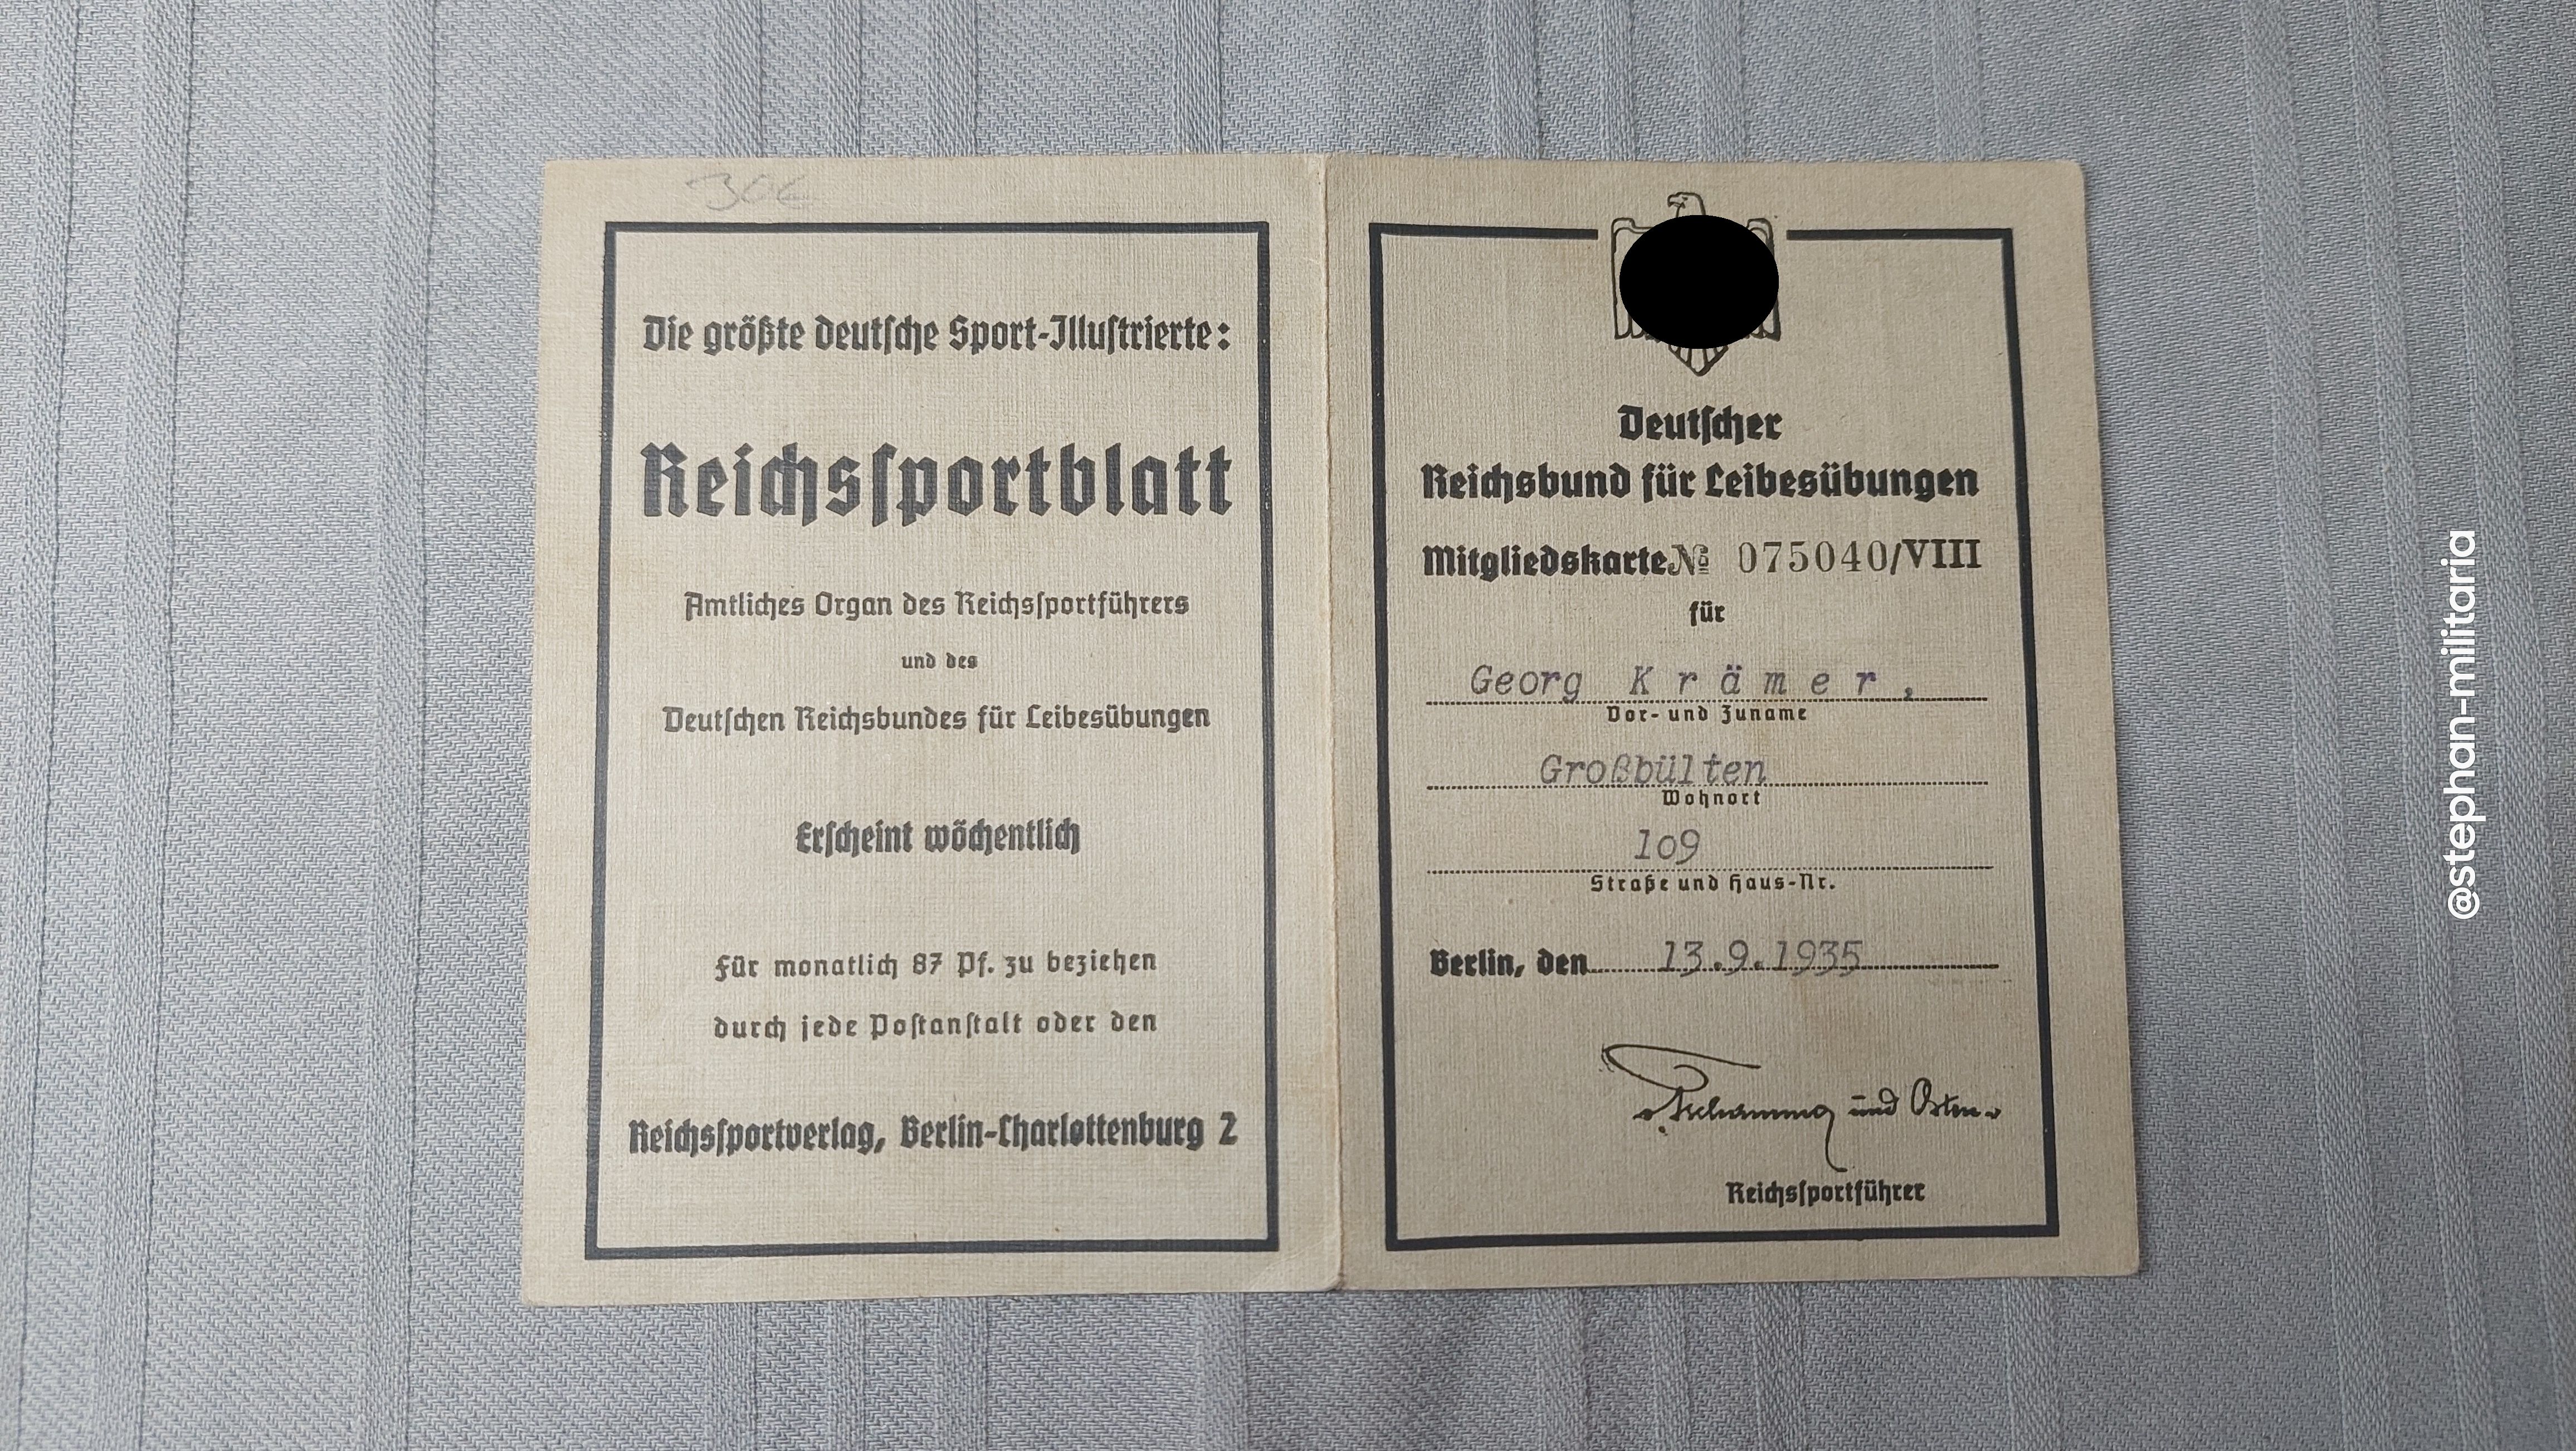 30€
Die größte deutsche Sport-Illustrierte:
Reichssportblatt
Amtliches Organ des Reichssportführers
und des
Deutschen Reichsbundes für Leibesübungen
Erscheint wöchentlich
Für monatlich 87 Pf. zu beziehen
durch jede Postanstalt oder den
Reichssportverlag, Berlin-Charlottenburg 2
Deutscher
Reichsbund für Leibesübungen
Mitgliedskarte № 075040/VIII
für
Georg Krämer,
Vor- und Zuname
Großbülten
Wohnort
109
Straße und Haus-Nr.
Berlin, den 13.9.1935
v. Tschammer und Osten
Reichssportführer
@stephan-militaria